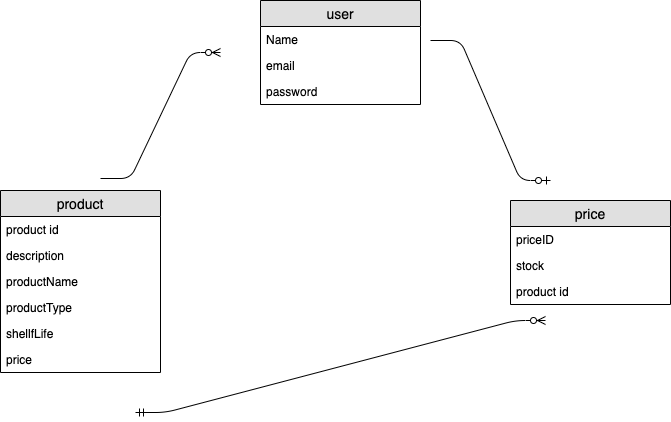 user
Name
email
password
product
product id
description
productName
productType
shellfLife
price
price
priceID
stock
product id